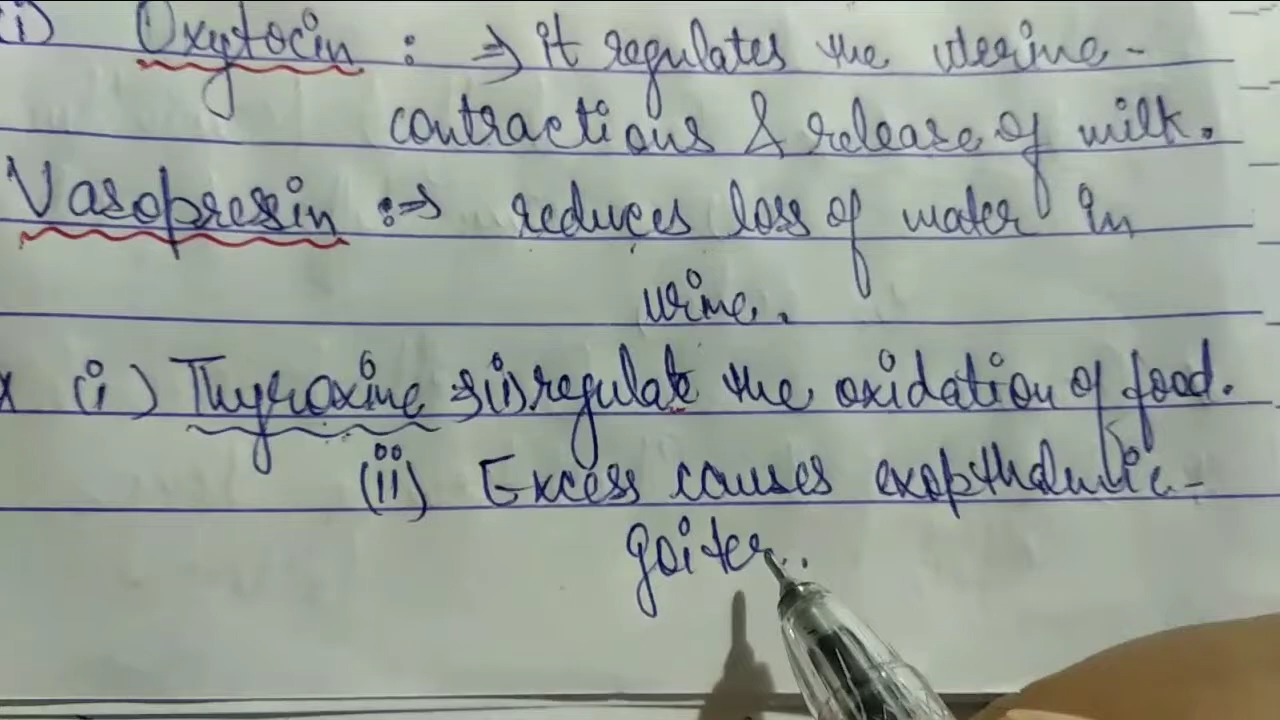 i) Oxytocin : ⇒ it regulates the uterine-
contractions & release of milk.
Vasopressin :⇒ reduces loss of water in
urine.
(i) Thyroxine :(i) regulate the oxidation of food.
(ii) Excess causes exopthalmic-
goiter..